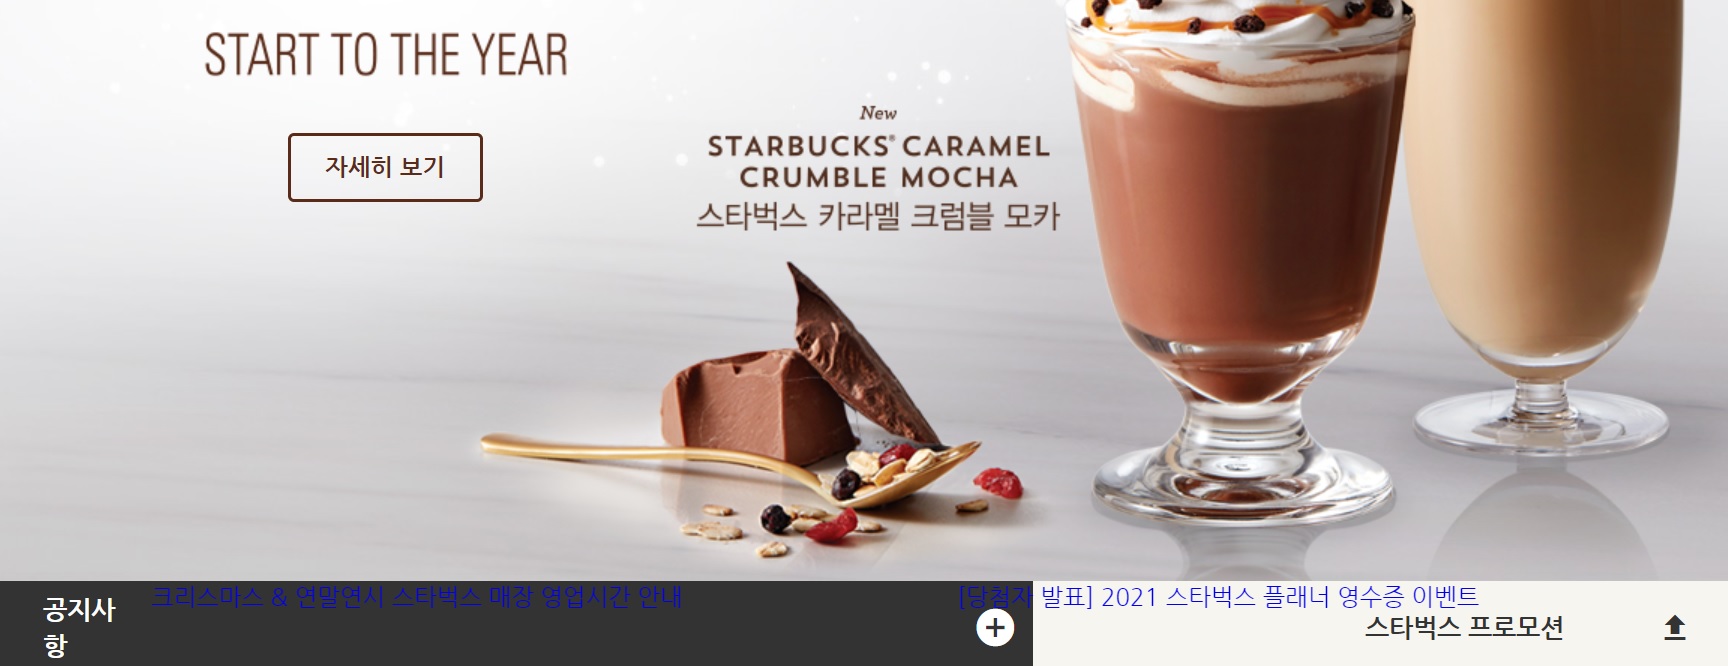 START TO THE YEAR
자세히 보기
New
STARBUCKS® CARAMEL
CRUMBLE MOCHA
스타벅스 카라멜 크럼블 모카
공지사
항
크리스마스 & 연말연시 스타벅스 매장 영업시간 안내
[당첨자 발표] 2021 스타벅스 플래너 영수증 이벤트
스타벅스 프로모션